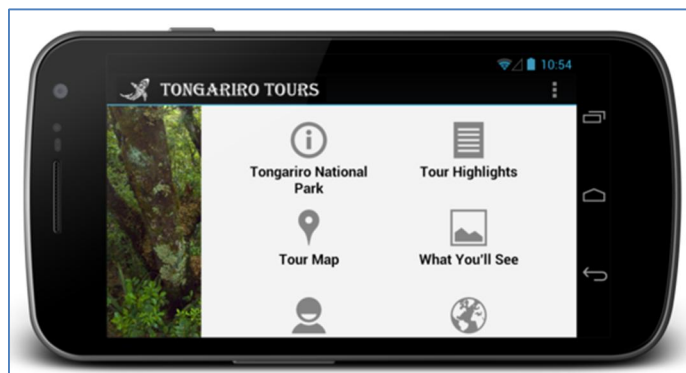 10:54
TONGARIRO TOURS
Tongariro National
Park
Tour Highlights
Tour Map
What You'll See